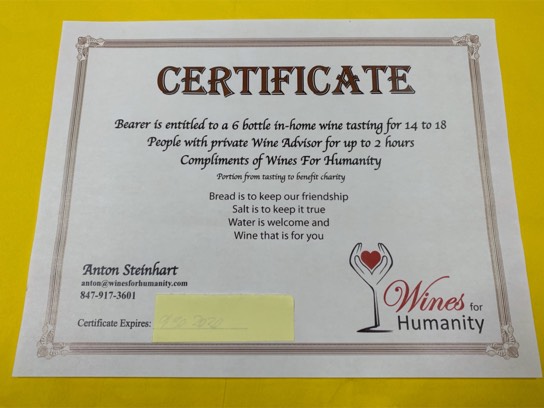 CERTIFICATE
Bearer is entitled to a 6 bottle in-home wine tasting for 14 to 18
People with private Wine Advisor for up to 2 hours
Compliments of Wines For Humanity
Portion from tasting to benefit charity
Bread is to keep our friendship
Salt is to keep it true
Water is welcome and
Wine that is for you
Anton Steinhart
anton@winesforhumanity.com
847-917-3601
Certificate Expires:
Wines for
Humanity